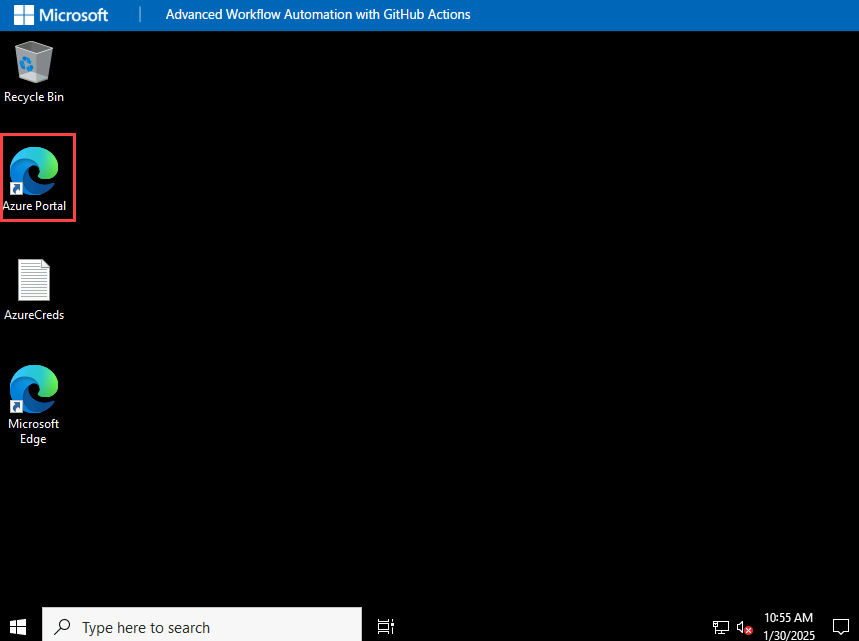 Microsoft
Advanced Workflow Automation with GitHub Actions
Recycle Bin
Azure Portal
AzureCreds
Microsoft
Edge
Type here to search
10:55 AM
1/30/2025